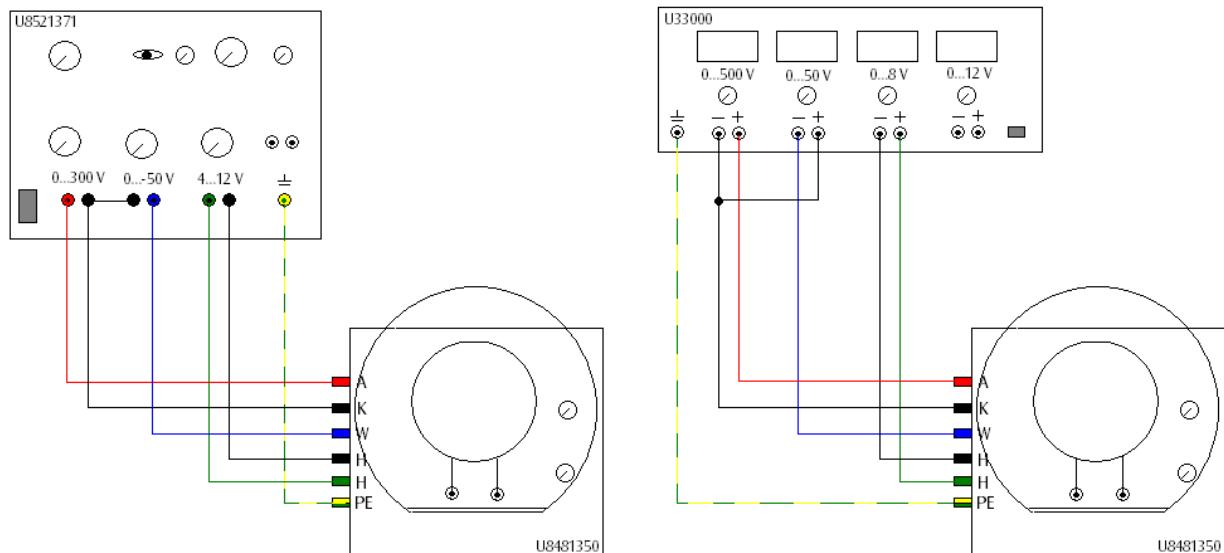 U8521371
0...300 V 0...-50 V 4...12 V
A
K
W
H
H
PE
U8481350
U33000
0...500 V 0...50 V 0...8 V 0...12 V
− + − + − + − +
A
K
W
H
H
PE
U8481350